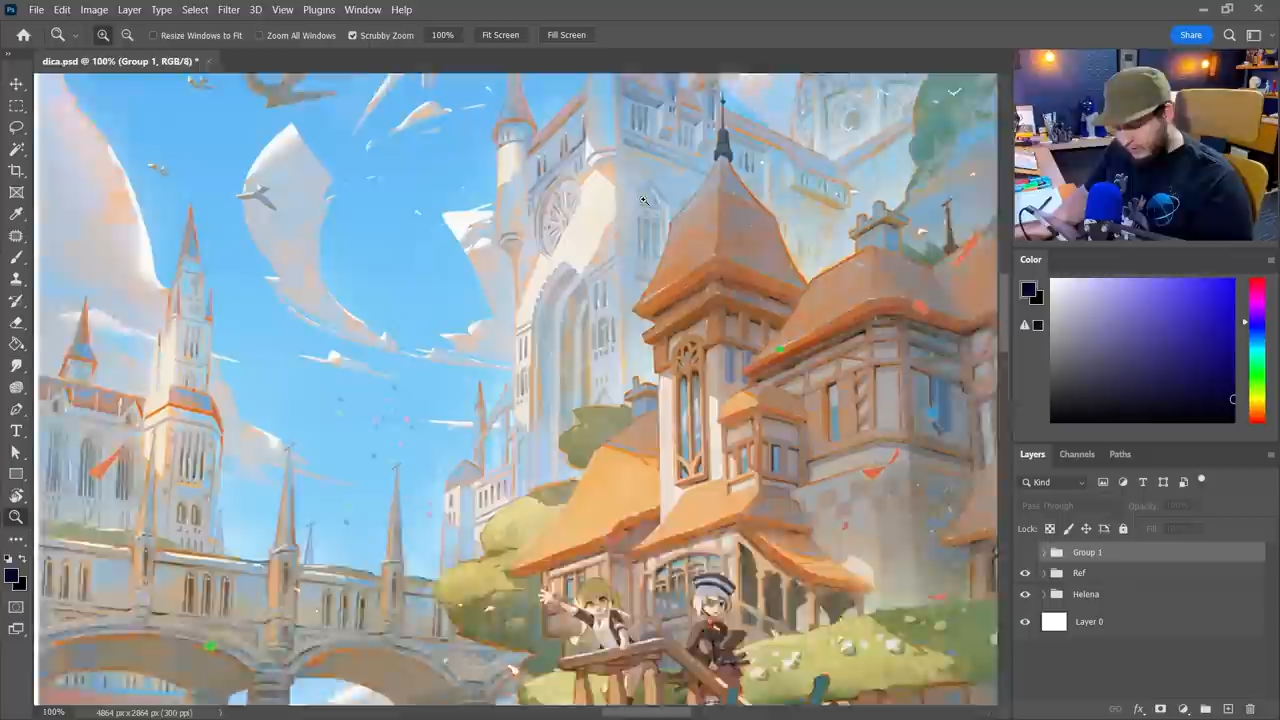 Ps File Edit Image Layer Type Select Filter 3D View Plugins Window Help
Resize Windows to Fit Zoom All Windows Scrubby Zoom 100% Fit Screen Fill Screen Share
dica.psd @ 100% (Group 1, RGB/8) *
Color
Layers Channels Paths
Kind
Pass Through Opacity: 100%
Lock: Fill: 100%
Group 1
Ref
Helena
Layer 0
100% 4864 px x 2864 px (300 ppi)